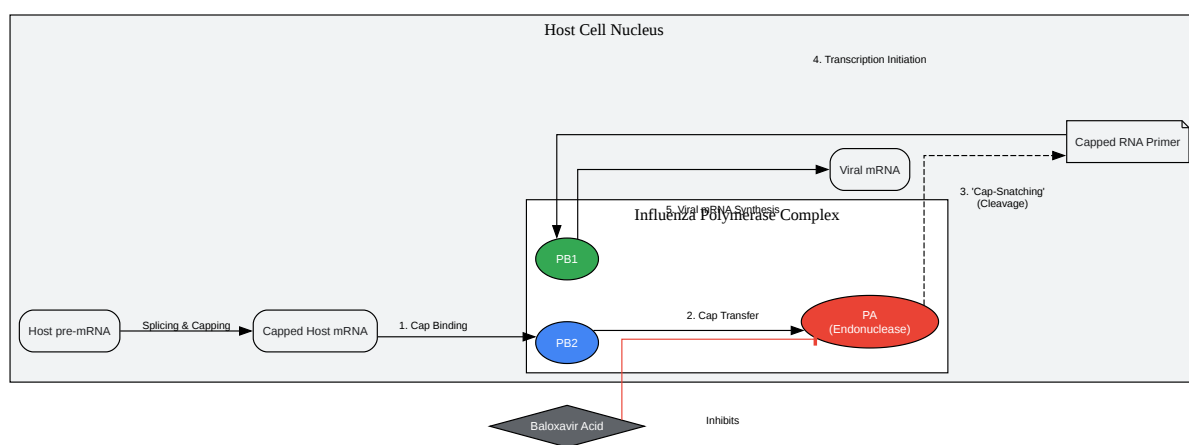 Host Cell Nucleus
4. Transcription Initiation
Capped RNA Primer
Viral mRNA
3. 'Cap-Snatching'
(Cleavage)
5. Viral mRNA Synthesis
Influenza Polymerase Complex
PB1
Host pre-mRNA
Splicing & Capping
Capped Host mRNA
1. Cap Binding
PB2
2. Cap Transfer
PA
(Endonuclease)
Baloxavir Acid
Inhibits